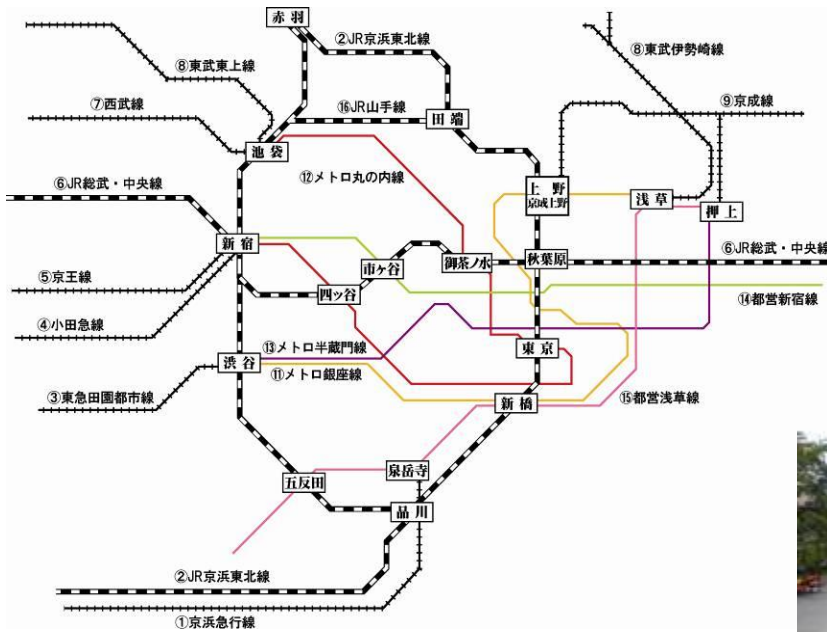 赤羽
②JR京浜東北線
⑧東武伊勢崎線
⑧東武東上線
⑦西武線
⑯JR山手線
田端
⑨京成線
池袋
⑫メトロ丸の内線
⑥JR総武・中央線
上野
京成上野
浅草
押上
新宿
市ヶ谷
御茶ノ水
秋葉原
⑥JR総武・中央線
⑤京王線
四ッ谷
⑭都営新宿線
④小田急線
⑬メトロ半蔵門線
東京
渋谷
⑪メトロ銀座線
③東急田園都市線
新橋
⑮都営浅草線
泉岳寺
五反田
品川
②JR京浜東北線
①京浜急行線